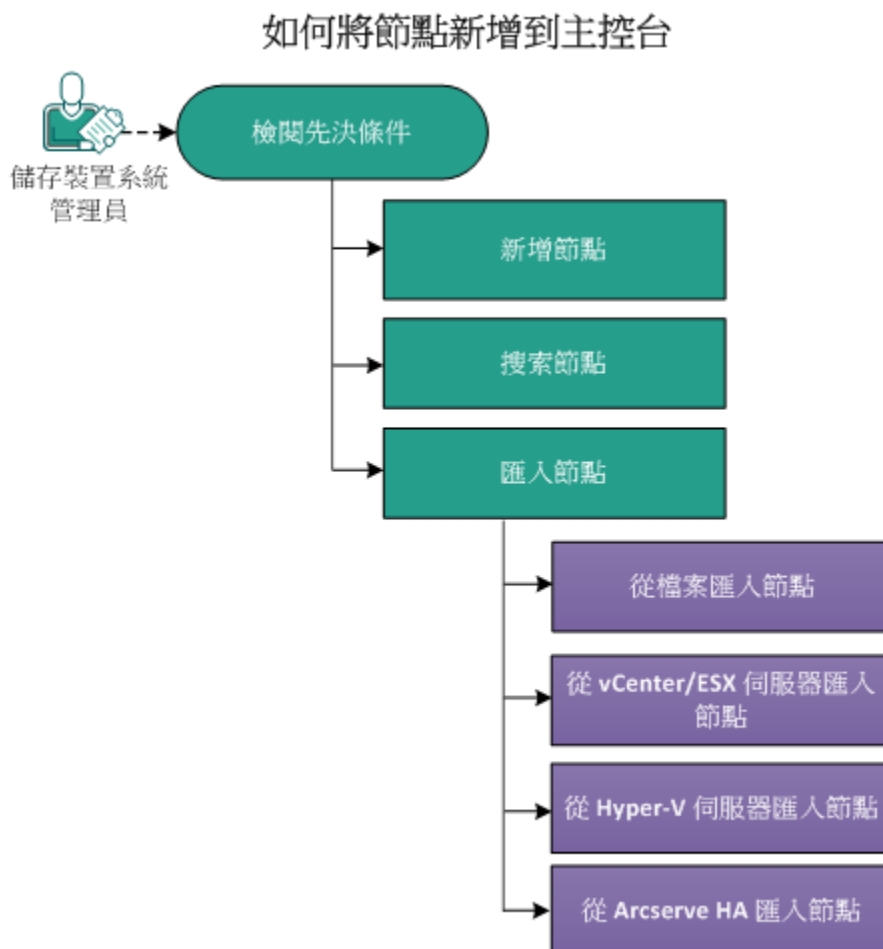 如何將節點新增到主控台
檢閱先決條件
儲存裝置系統
管理員
新增節點
搜索節點
匯入節點
從檔案匯入節點
從 vCenter/ESX 伺服器匯入
節點
從 Hyper-V 伺服器匯入節點
從 Arcserve HA 匯入節點